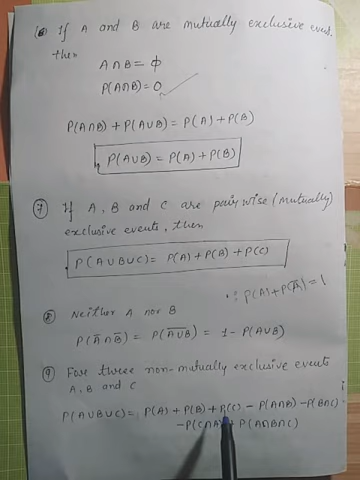 (6) If A and B are mutually exclusive event.
then
A∩B = ϕ
P(A∩B) = 0
P(A∩B) + P(A∪B) = P(A) + P(B)
P(A∪B) = P(A) + P(B)
(7) If A, B and C are pairwise (mutually)
exclusive events, then
P(A∪B∪C) = P(A) + P(B) + P(C)
∵ P(A) + P(A̅) = 1
(8) Neither A nor B
P(A̅∩B̅) = P(A̅∪̅B̅) = 1 - P(A∪B)
(9) For three non-mutually exclusive events
A, B and C
P(A∪B∪C) = P(A) + P(B) + P(C) - P(A∩B) - P(B∩C)
- P(C∩A) + P(A∩B∩C)